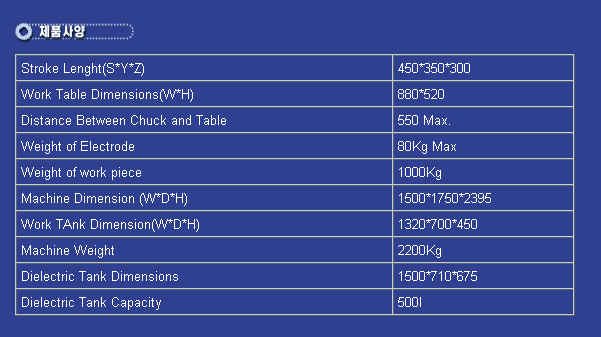 제품사양
Stroke Lenght(S*Y*Z) 450*350*300
Work Table Dimensions(W*H) 880*520
Distance Between Chuck and Table 550 Max.
Weight of Electrode 80Kg Max
Weight of work piece 1000Kg
Machine Dimension (W*D*H) 1500*1750*2395
Work TAnk Dimension(W*D*H) 1320*700*450
Machine Weight 2200Kg
Dielectric Tank Dimensions 1500*710*675
Dielectric Tank Capacity 500l